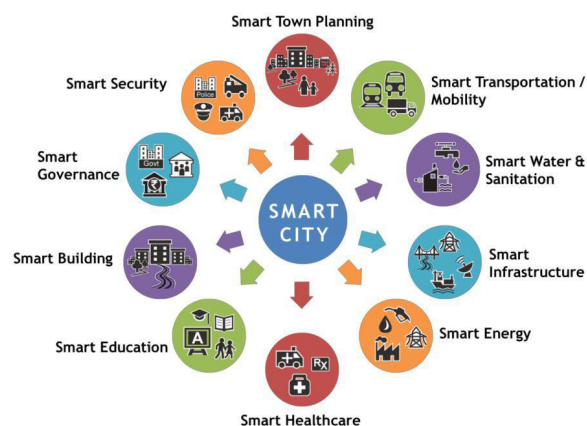 Smart Town Planning
Smart Security
Police
Smart Transportation /
Mobility
Smart
Governance
Govt
Smart Water &
Sanitation
SMART
CITY
Smart Building
Smart
Infrastructure
Smart Education
A
Smart Energy
Rx
Smart Healthcare